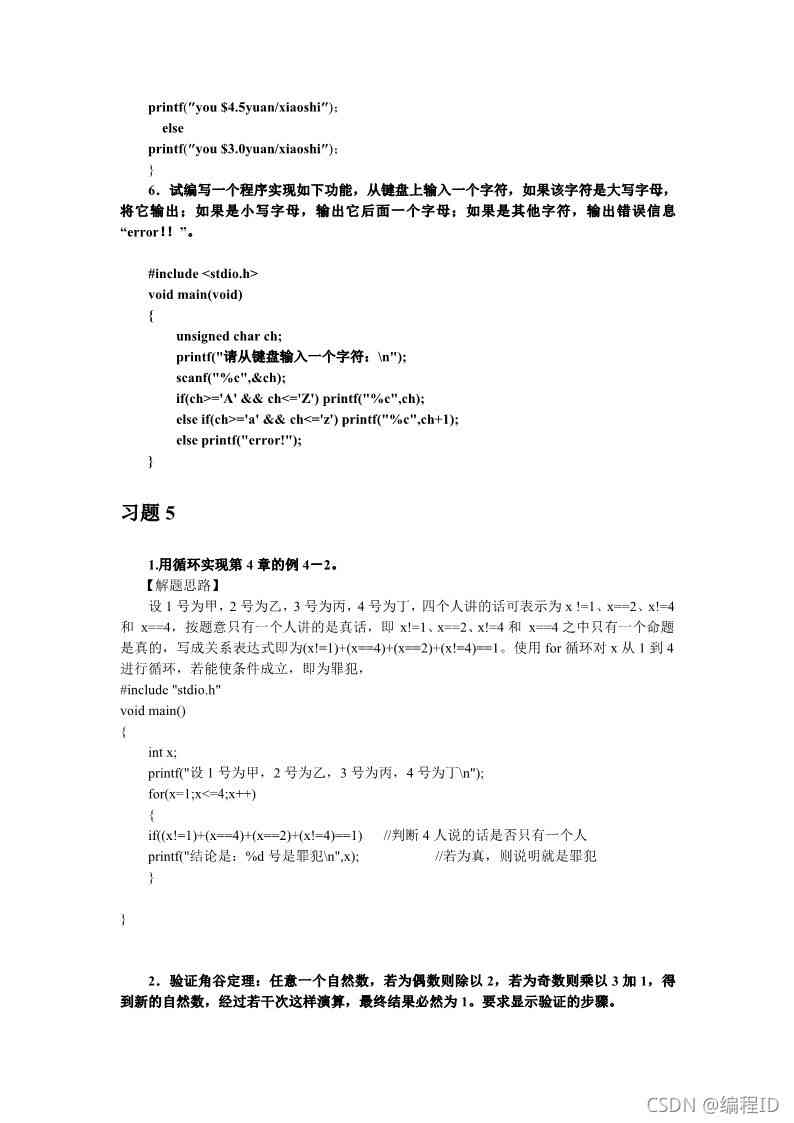 printf("you $4.5yuan/xiaoshi");
else
printf("you $3.0yuan/xiaoshi");
}
6．试编写一个程序实现如下功能，从键盘上输入一个字符，如果该字符是大写字母，
将它输出；如果是小写字母，输出它后面一个字母；如果是其他字符，输出错误信息
“error！！”。
#include <stdio.h>
void main(void)
{
unsigned char ch;
printf("请从键盘输入一个字符：\n");
scanf("%c",&ch);
if(ch>='A' && ch<='Z') printf("%c",ch);
else if(ch>='a' && ch<='z') printf("%c",ch+1);
else printf("error!");
}
习题 5
1.用循环实现第 4 章的例 4－2。
【解题思路】
设 1 号为甲，2 号为乙，3 号为丙，4 号为丁，四个人讲的话可表示为 x !=1、x==2、x!=4
和 x==4，按题意只有一个人讲的是真话，即 x!=1、x==2、x!=4 和 x==4 之中只有一个命题
是真的，写成关系表达式即为(x!=1)+(x==4)+(x==2)+(x!=4)==1。使用 for 循环对 x 从 1 到 4
进行循环，若能使条件成立，即为罪犯，
#include "stdio.h"
void main()
{
int x;
printf("设 1 号为甲，2 号为乙，3 号为丙，4 号为丁\n");
for(x=1;x<=4;x++)
{
if((x!=1)+(x==4)+(x==2)+(x!=4)==1) //判断 4 人说的话是否只有一个人
printf("结论是：%d 号是罪犯\n",x); //若为真，则说明就是罪犯
}
}
2．验证角谷定理：任意一个自然数，若为偶数则除以 2，若为奇数则乘以 3 加 1，得
到新的自然数，经过若干次这样演算，最终结果必然为 1。要求显示验证的步骤。
CSDN @编程ID